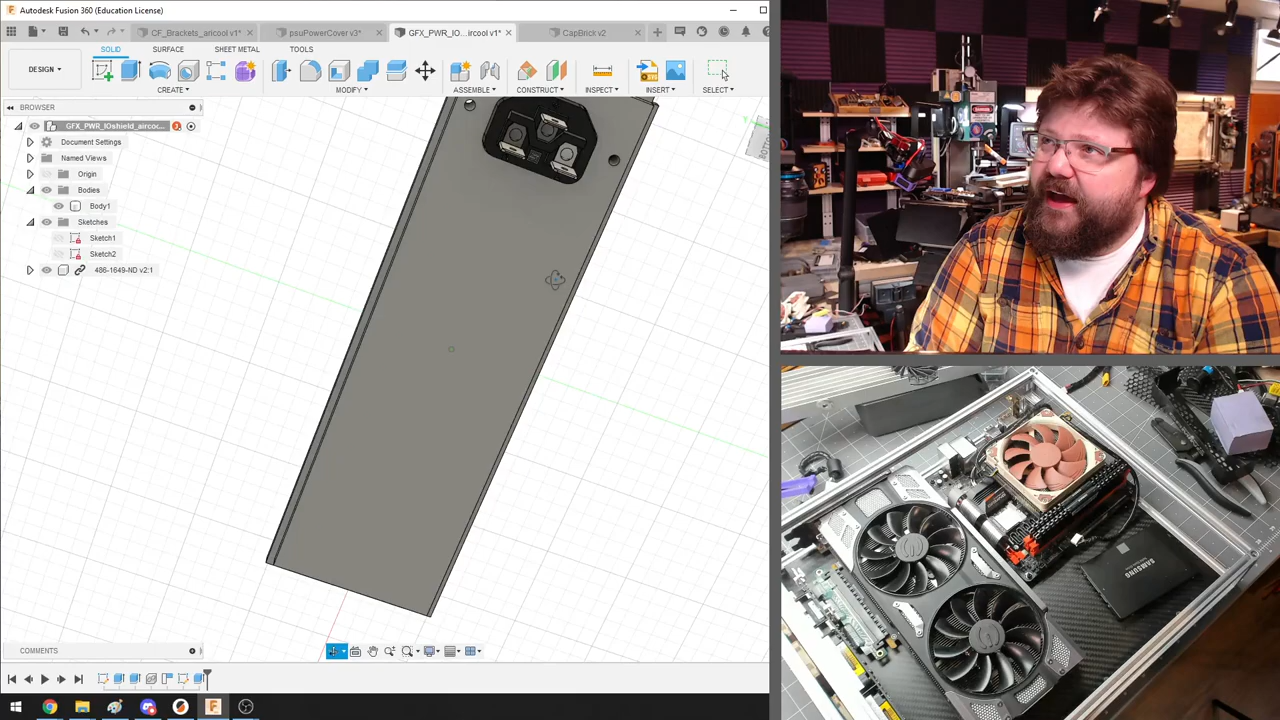 Autodesk Fusion 360 (Education License)
CF_Brackets_aricool v1*
psuPowerCover v3*
GFX_PWR_IO...ircool v1*
CapBrick v2
SOLID
SURFACE
SHEET METAL
TOOLS
DESIGN
CREATE
MODIFY
ASSEMBLE
CONSTRUCT
INSPECT
INSERT
SELECT
BROWSER
GFX_PWR_IOshield_aircoc...
Document Settings
Named Views
Origin
Bodies
Body1
Sketches
Sketch1
Sketch2
486-1649-ND v2:1
COMMENTS
SAMSUNG